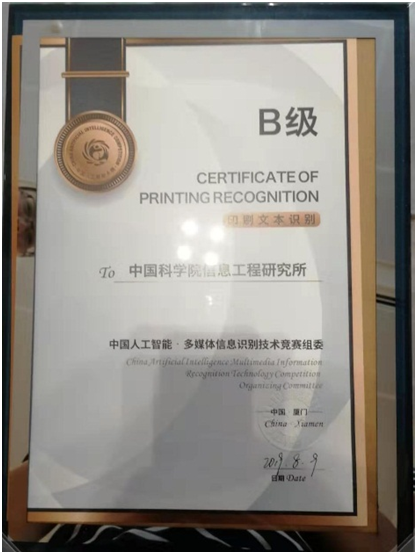 B级
CERTIFICATE OF
PRINTING RECOGNITION
印刷文本识别
To 中国科学院信息工程研究所
中国人工智能·多媒体信息识别技术竞赛组委
China Artificial Intelligence Multimedia Information
Recognition Technology Competition
Organizing Committee
中国 厦门
China Xiamen
2019.8.9
日期 Date